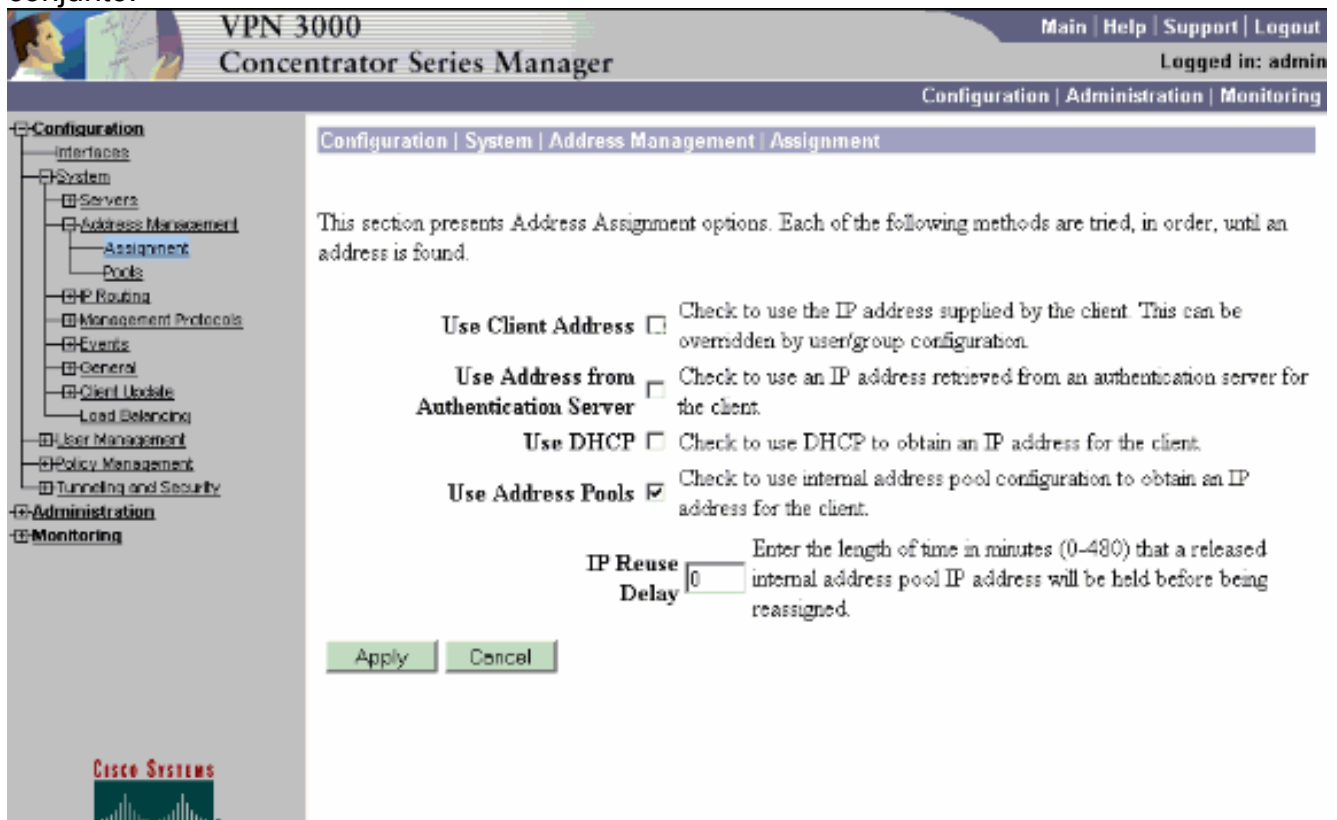 conjunto.
VPN 3000
Concentrator Series Manager
Main | Help | Support | Logout
Logged in: admin
Configuration | Administration | Monitoring
Configuration
Interfaces
System
Servers
Address Management
Assignment
Pools
IP Routing
Management Protocols
Events
General
Client Update
Load Balancing
User Management
Policy Management
Tunneling and Security
Administration
Monitoring
Configuration | System | Address Management | Assignment
This section presents Address Assignment options. Each of the following methods are tried, in order, until an
address is found.
Use Client Address Check to use the IP address supplied by the client. This can be
overridden by user/group configuration.
Use Address from
Authentication Server Check to use an IP address retrieved from an authentication server for
the client.
Use DHCP Check to use DHCP to obtain an IP address for the client.
Use Address Pools Check to use internal address pool configuration to obtain an IP
address for the client.
IP Reuse
Delay 0 Enter the length of time in minutes (0-480) that a released
internal address pool IP address will be held before being
reassigned.
Apply Cancel
CISCO SYSTEMS